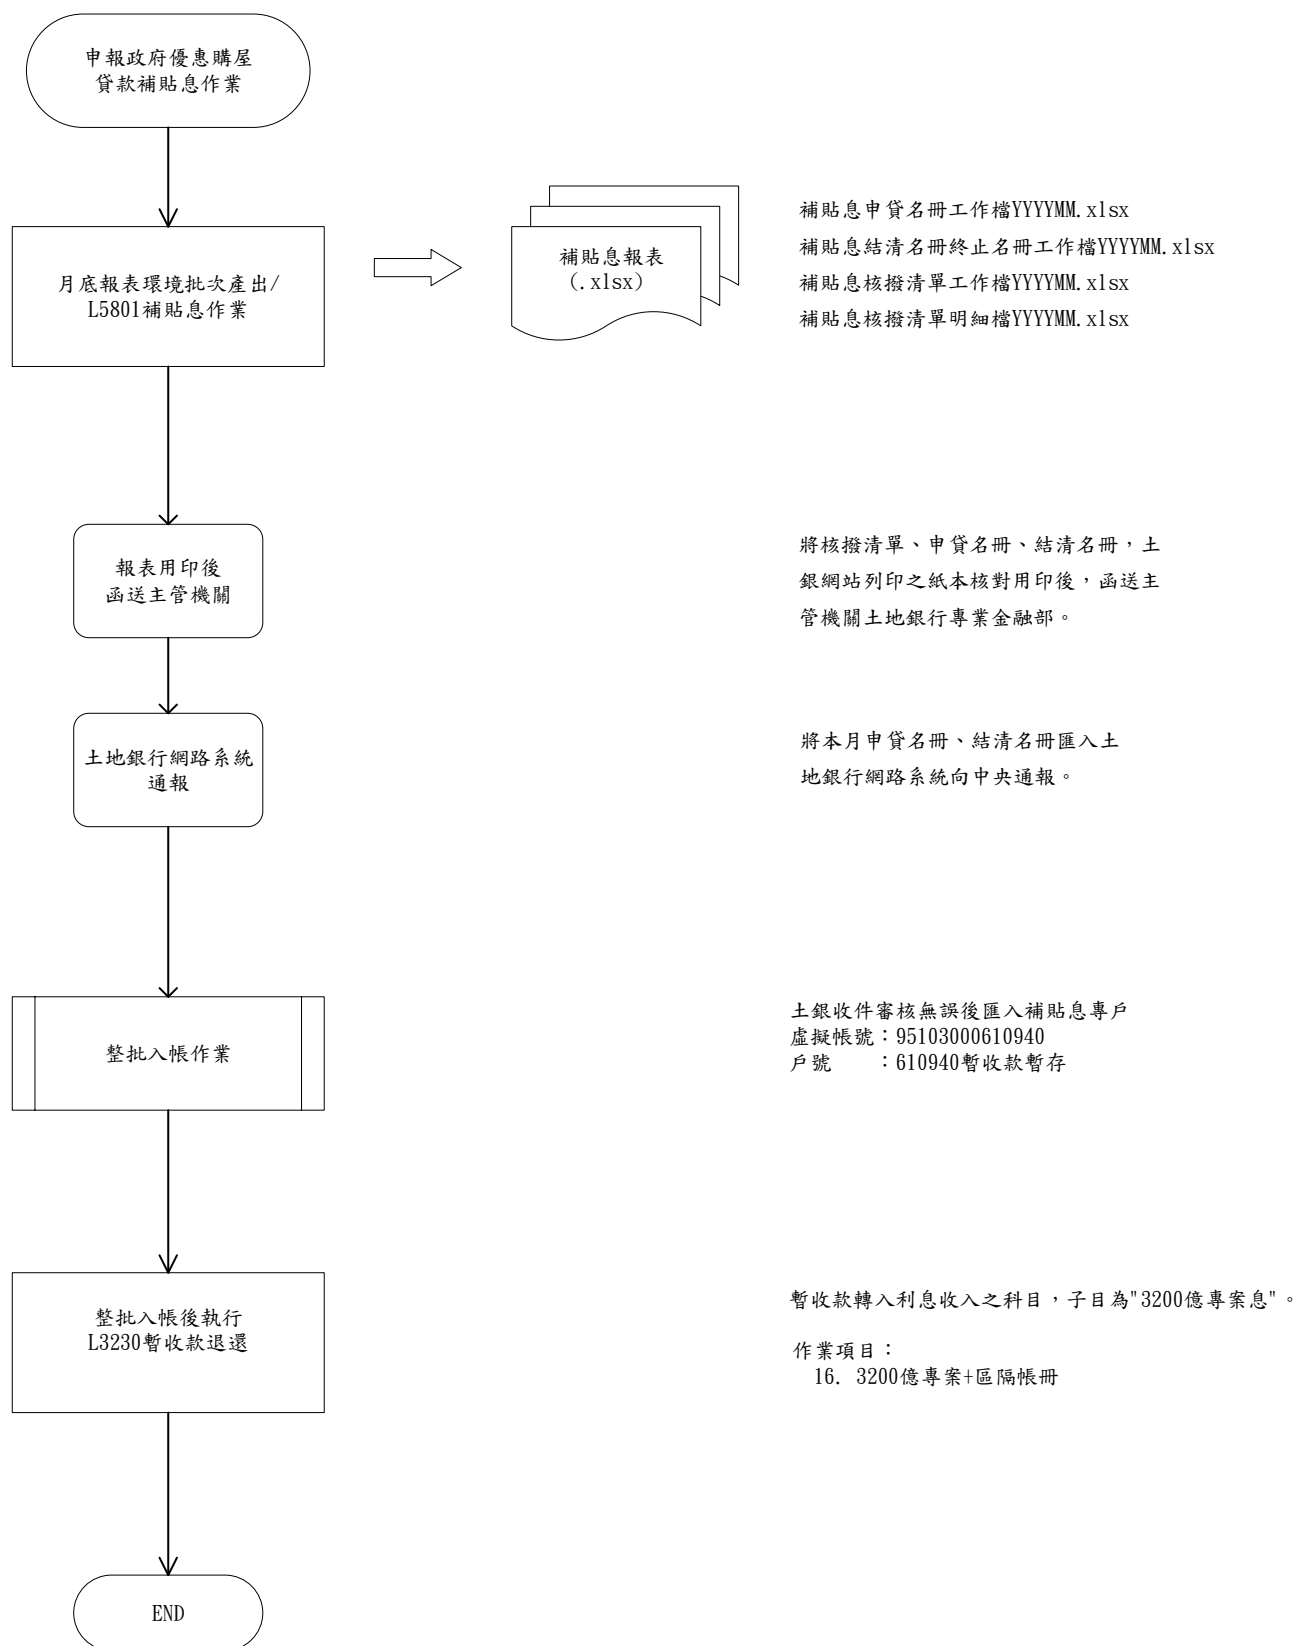 申報政府優惠購屋
貸款補貼息作業
月底報表環境批次產出/
L5801補貼息作業
補貼息報表
(.xlsx)
補貼息申貸名冊工作檔YYYYMM.xlsx
補貼息結清名冊終止名冊工作檔YYYYMM.xlsx
補貼息核撥清單工作檔YYYYMM.xlsx
補貼息核撥清單明細檔YYYYMM.xlsx
報表用印後
函送主管機關
將核撥清單、申貸名冊、結清名冊，土
銀網站列印之紙本核對用印後，函送主
管機關土地銀行專業金融部。
土地銀行網路系統
通報
將本月申貸名冊、結清名冊匯入土
地銀行網路系統向中央通報。
整批入帳作業
土銀收件審核無誤後匯入補貼息專戶
虛擬帳號：95103000610940
戶號　　：610940暫收款暫存
整批入帳後執行
L3230暫收款退還
暫收款轉入利息收入之科目，子目為"3200億專案息"。
作業項目：
16. 3200億專案+區隔帳冊
END